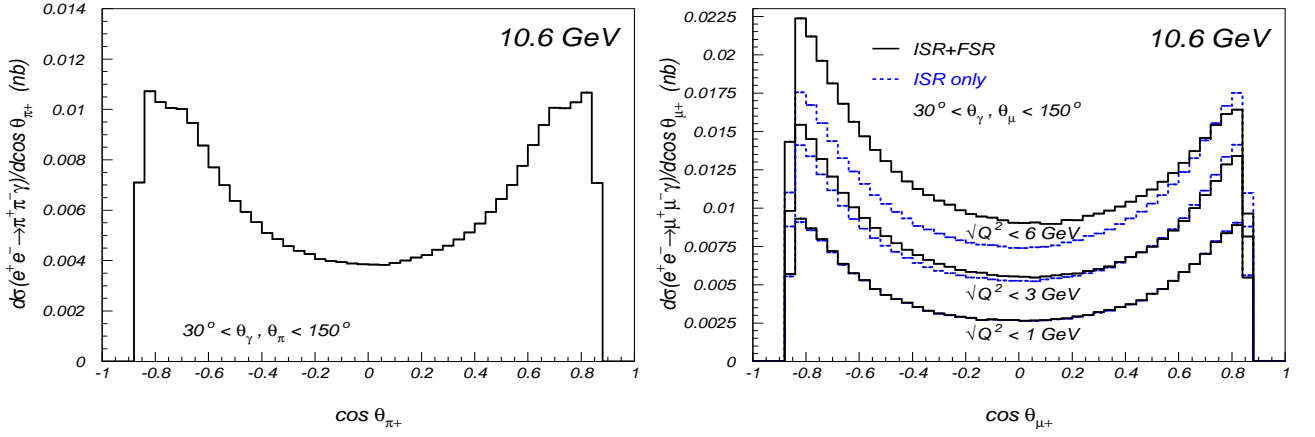 dσ(e⁺e⁻→π⁺π⁻γ)/dcos θπ+ (nb)
0.014
0.012
0.01
0.008
0.006
0.004
0.002
0
10.6 GeV
30° < θγ , θπ < 150°
-1 -0.8 -0.6 -0.4 -0.2 0 0.2 0.4 0.6 0.8 1
cos θπ+
dσ(e⁺e⁻→μ⁺μ⁻γ)/dcos θμ+ (nb)
0.0225
0.02
0.0175
0.015
0.0125
0.01
0.0075
0.005
0.0025
0
10.6 GeV
ISR+FSR
ISR only
30° < θγ , θμ < 150°
√Q² < 6 GeV
√Q² < 3 GeV
√Q² < 1 GeV
-1 -0.8 -0.6 -0.4 -0.2 0 0.2 0.4 0.6 0.8 1
cos θμ+